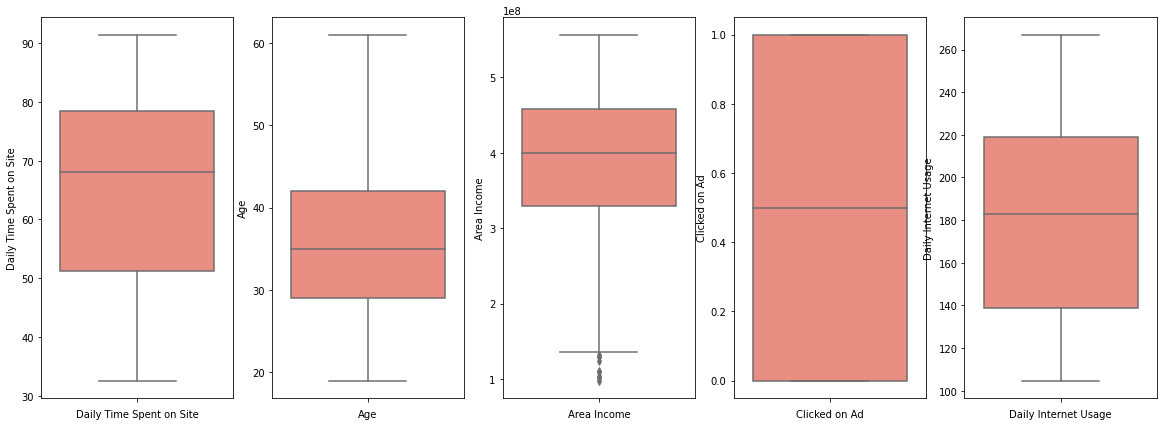 Daily Time Spent on Site
90
80
70
60
50
40
30
Daily Time Spent on Site
Age
60
50
40
30
20
Age
1e8
Area Income
5
4
3
2
1
Area Income
Clicked on Ad
1.0
0.8
0.6
0.4
0.2
0.0
Clicked on Ad
Daily Internet Usage
260
240
220
200
180
160
140
120
100
Daily Internet Usage